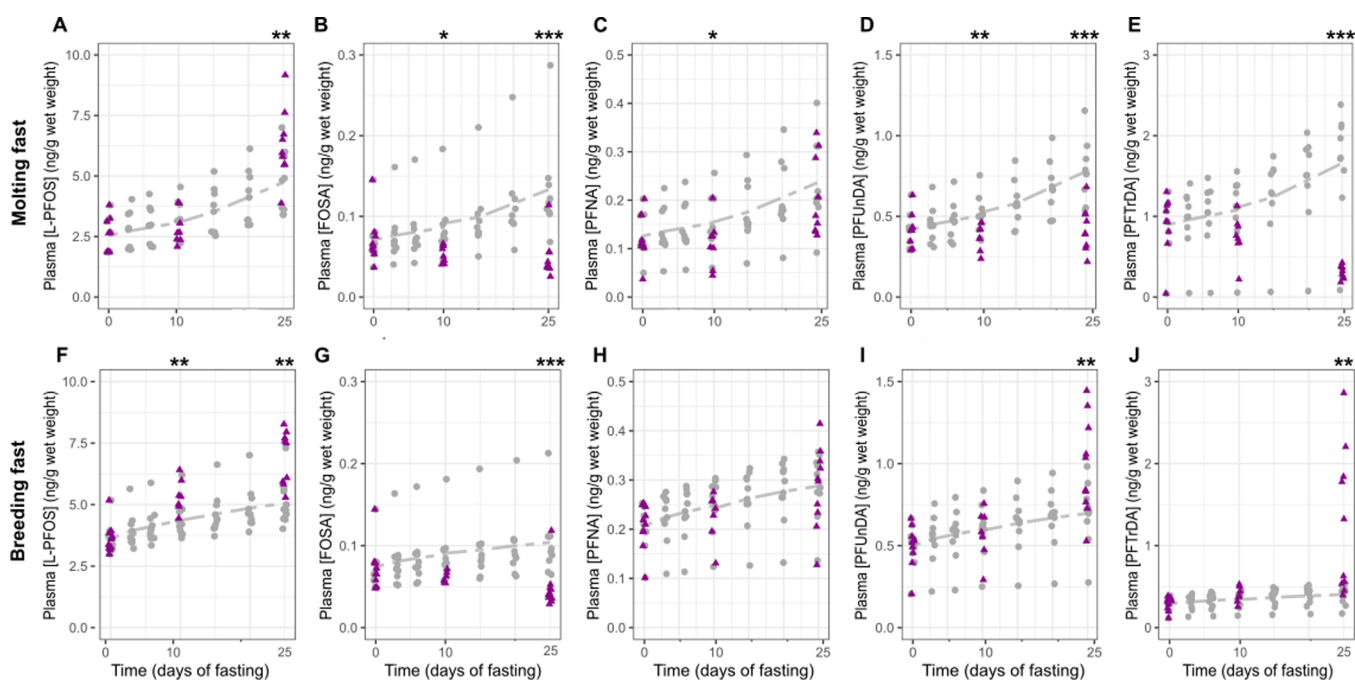 A B C D E
** * *** * ** *** ***
Molting fast
Plasma [L-PFOS] (ng/g wet weight)
10.0
7.5
5.0
2.5
0.0
0 10 25
Plasma [FOSA] (ng/g wet weight)
0.3
0.2
0.1
0.0
0 10 25
Plasma [PFNA] (ng/g wet weight)
0.5
0.4
0.3
0.2
0.1
0.0
0 10 25
Plasma [PFUnDA] (ng/g wet weight)
1.5
1.0
0.5
0.0
0 10 25
Plasma [PFTrDA] (ng/g wet weight)
3
2
1
0
0 10 25
F G H I J
** ** *** ** **
Breeding fast
Plasma [L-PFOS] (ng/g wet weight)
10.0
7.5
5.0
2.5
0.0
0 10 25
Time (days of fasting)
Plasma [FOSA] (ng/g wet weight)
0.3
0.2
0.1
0.0
0 10 25
Time (days of fasting)
Plasma [PFNA] (ng/g wet weight)
0.5
0.4
0.3
0.2
0.1
0.0
0 10 25
Time (days of fasting)
Plasma [PFUnDA] (ng/g wet weight)
1.5
1.0
0.5
0.0
0 10 25
Time (days of fasting)
Plasma [PFTrDA] (ng/g wet weight)
3
2
1
0
0 10 25
Time (days of fasting)